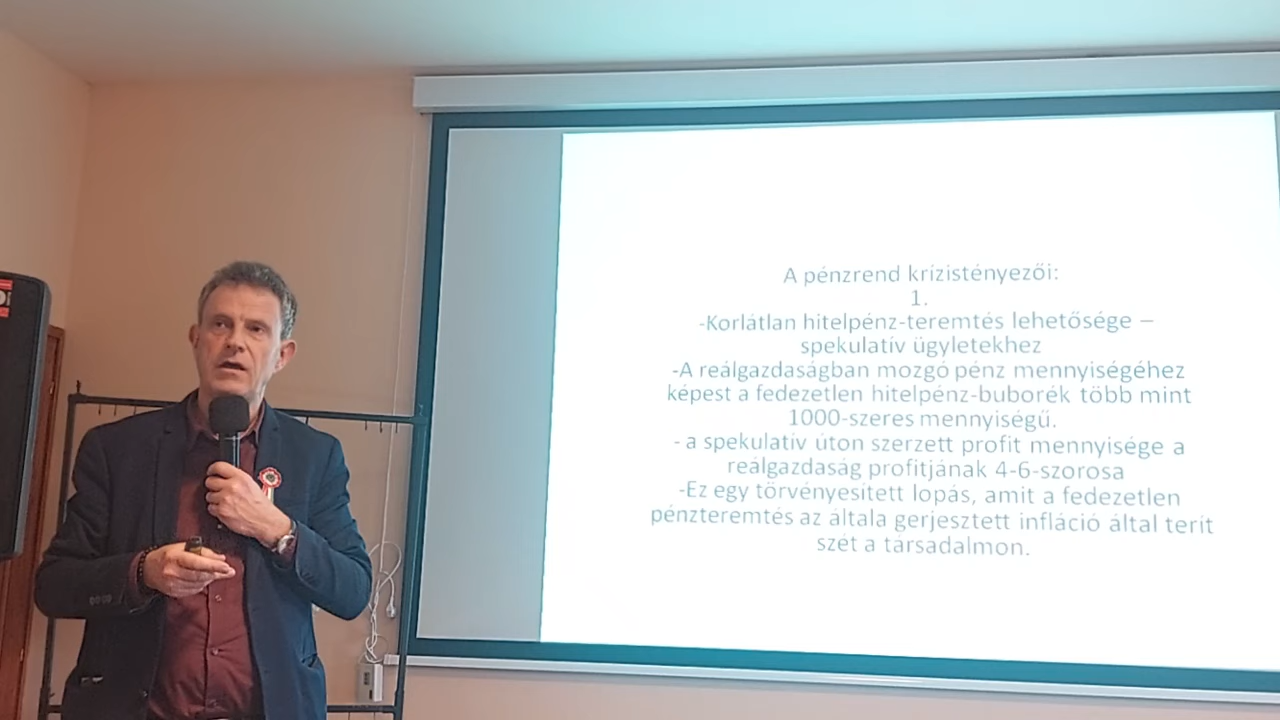 A pénzrend krízistényezői:
1.
-Korlátlan hitelpénz-teremtés lehetősége –
spekulatív ügyletekhez
-A reálgazdaságban mozgó pénz mennyiségéhez
képest a fedezetlen hitelpénz-buborék több mint
1000-szeres mennyiségű.
- a spekulatív úton szerzett profit mennyisége a
reálgazdaság profitjának 4-6-szorosa
-Ez egy törvényesített lopás, amit a fedezetlen
pénzteremtés az általa gerjesztett infláció által terít
szét a társadalmon.